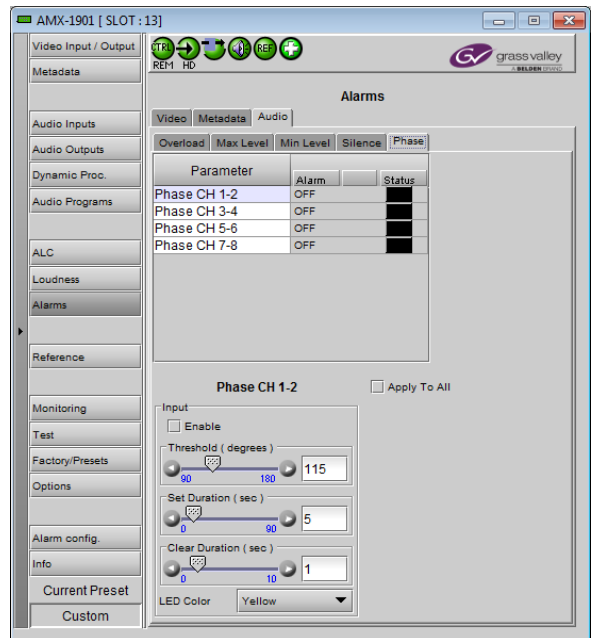 AMX-1901 [ SLOT : 13]
Video Input / Output
Metadata
Audio Inputs
Audio Outputs
Dynamic Proc.
Audio Programs
ALC
Loudness
Alarms
Reference
Monitoring
Test
Factory/Presets
Options
Alarm config.
Info
Current Preset
Custom
CTRL REF
REM HD
GV grass valley
A BELDEN BRAND
Alarms
Video Metadata Audio
Overload Max Level Min Level Silence Phase
Parameter Alarm Status
Phase CH 1-2 OFF
Phase CH 3-4 OFF
Phase CH 5-6 OFF
Phase CH 7-8 OFF
Phase CH 1-2
Apply To All
Input
Enable
Threshold ( degrees )
90 180 115
Set Duration ( sec )
0 90 5
Clear Duration ( sec )
0 10 1
LED Color Yellow